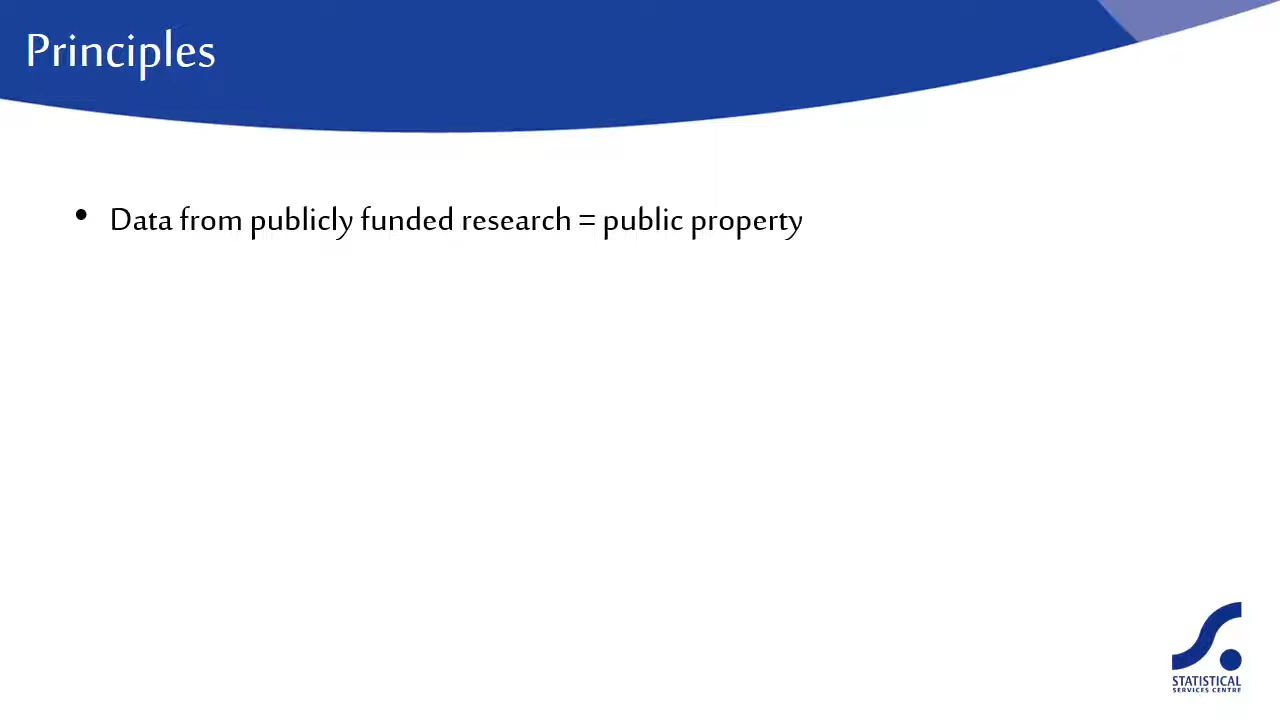 Principles
• Data from publicly funded research = public property
STATISTICAL
SERVICES CENTRE